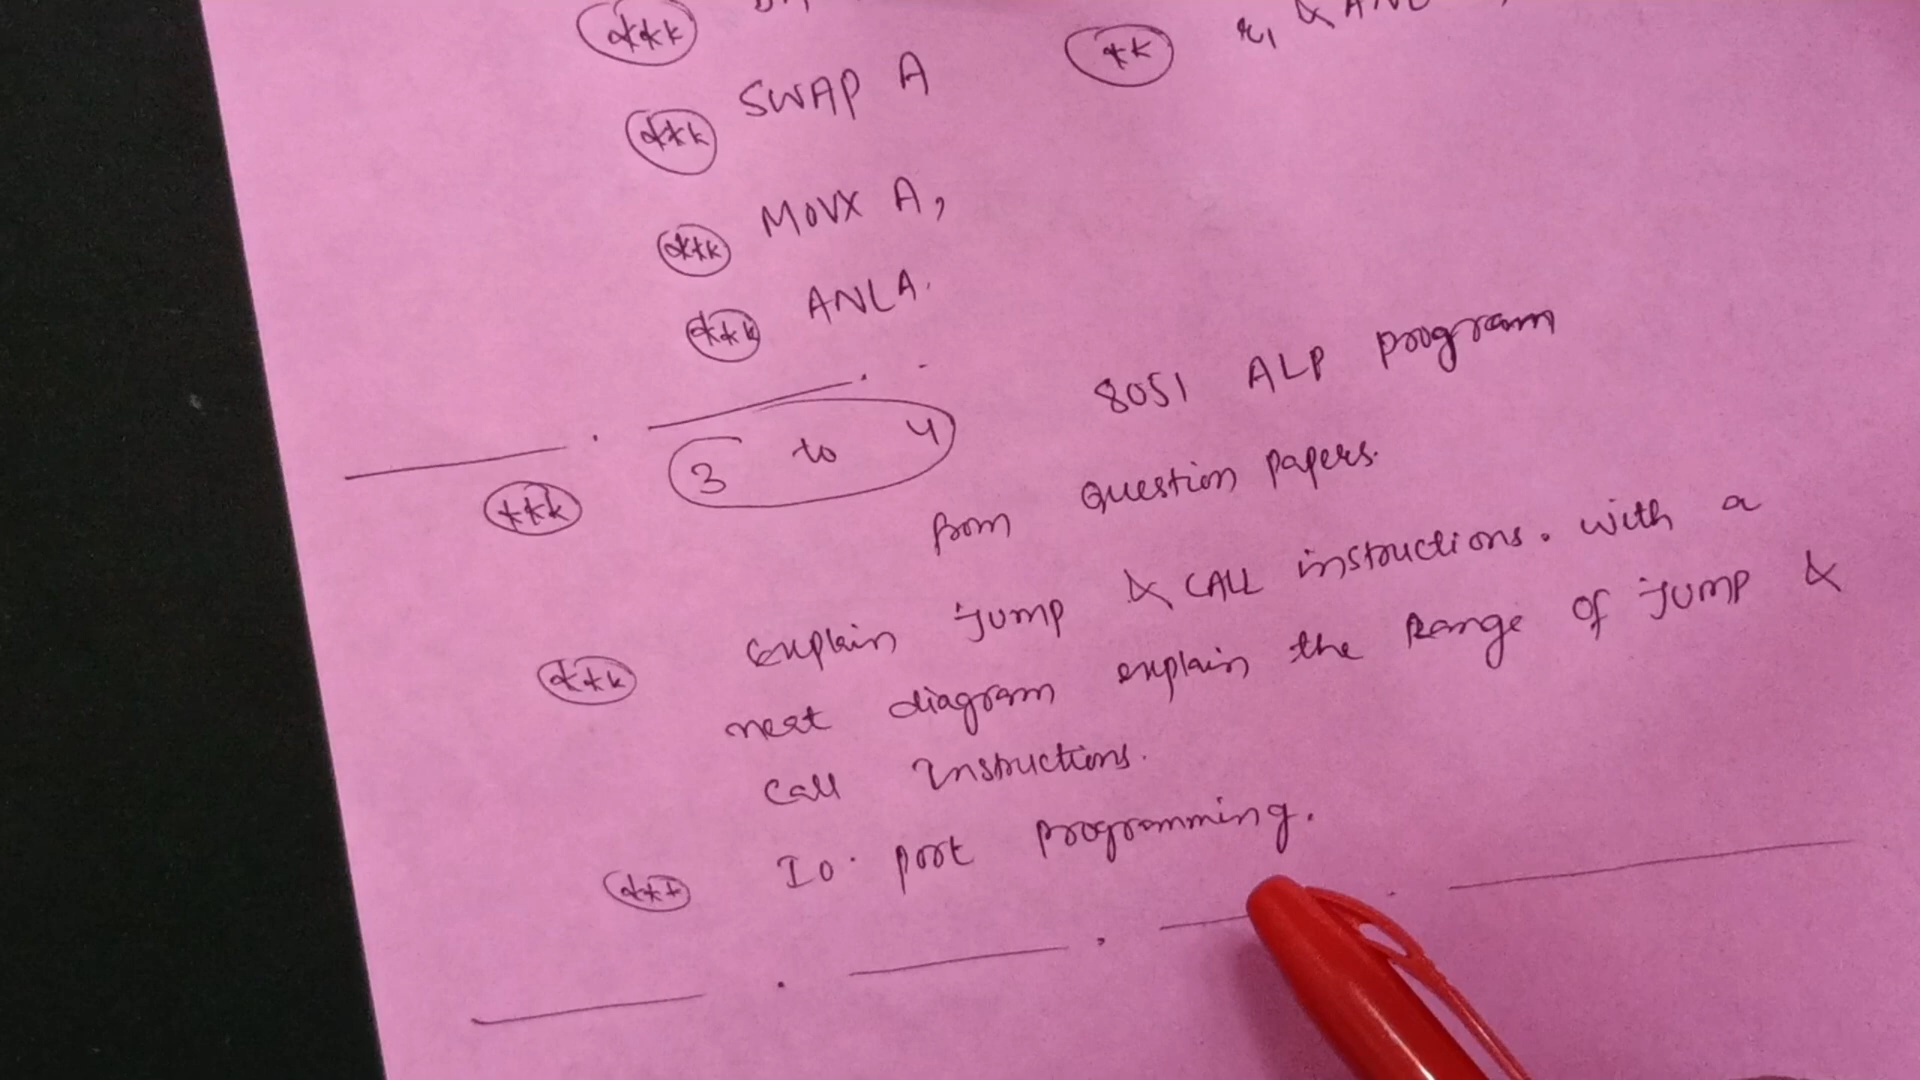 ***
**
& ANL
*** SWAP A
*** MOVX A,
*** ANLA.
*** 3 to 4 8051 ALP program
from question papers.
*** explain jump & CALL instructions. with a
neat diagram explain the Range of jump &
call Instructions.
*** IO. port programming.